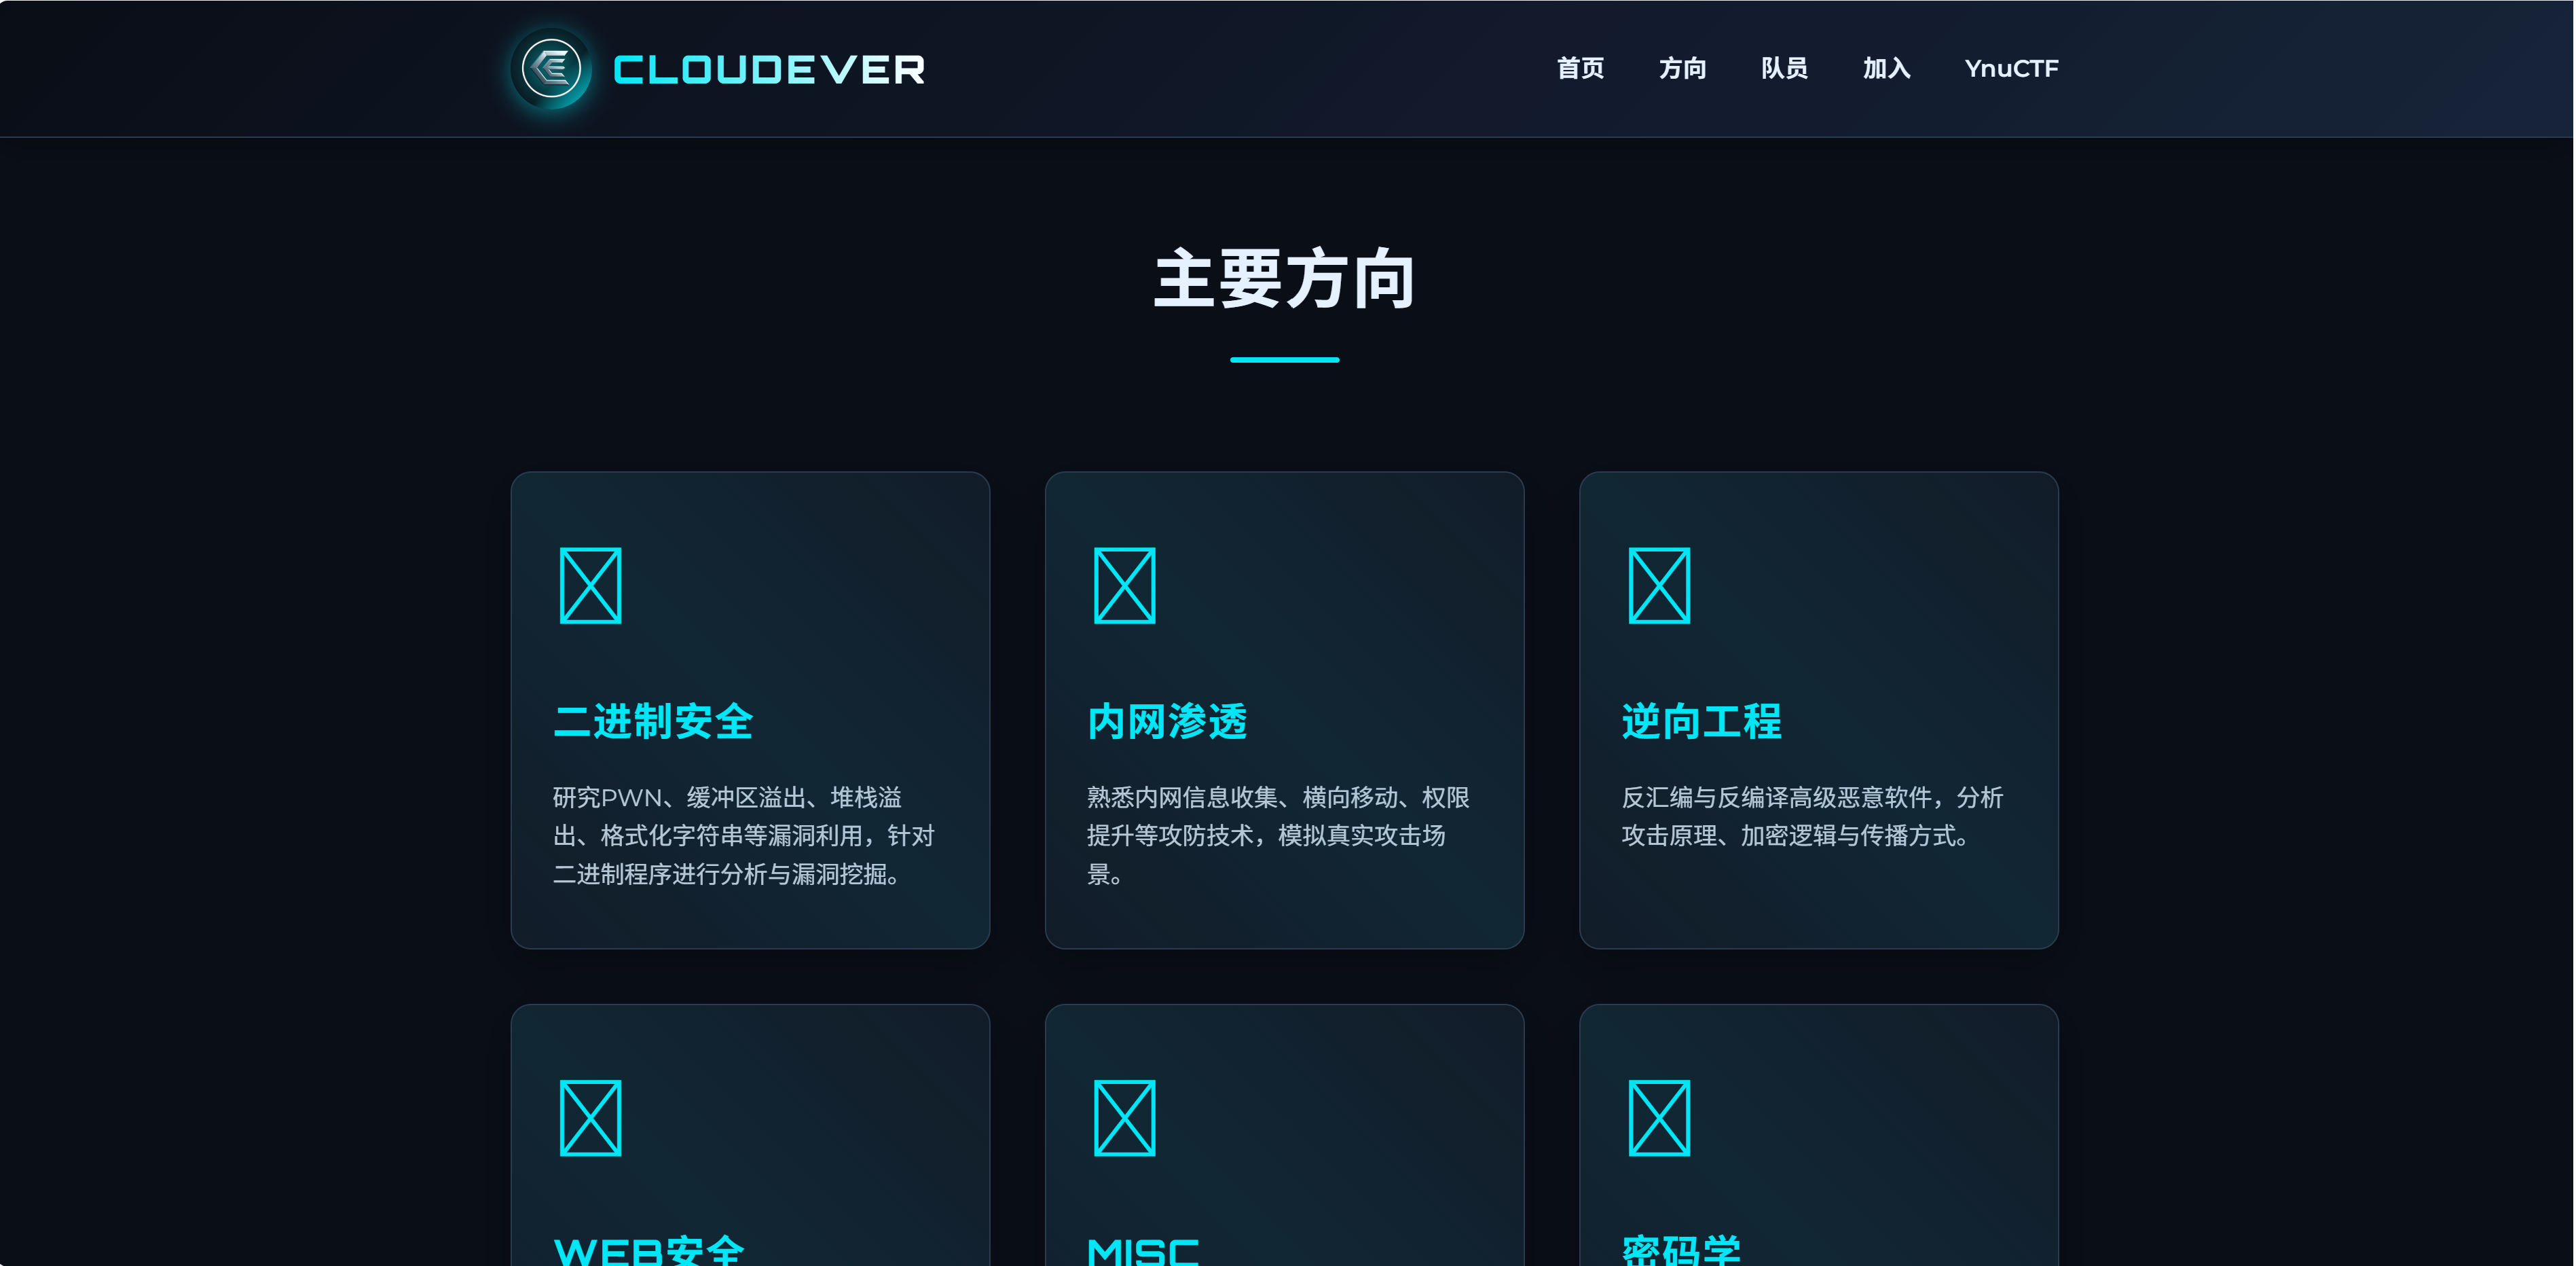 CLOUDEVER
首页 方向 队员 加入 YnuCTF
主要方向
二进制安全
研究PWN、缓冲区溢出、堆栈溢
出、格式化字符串等漏洞利用，针对
二进制程序进行分析与漏洞挖掘。
内网渗透
熟悉内网信息收集、横向移动、权限
提升等攻防技术，模拟真实攻击场
景。
逆向工程
反汇编与反编译高级恶意软件，分析
攻击原理、加密逻辑与传播方式。
WEB安全
MISC
密码学